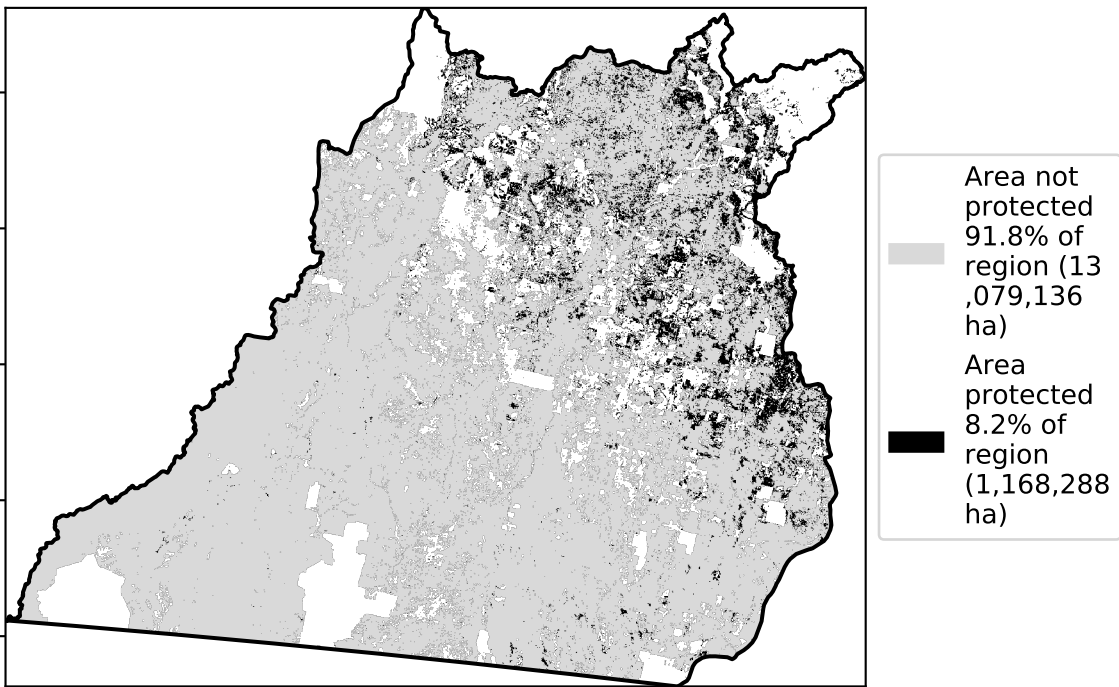 Area not
protected
91.8% of
region (13
,079,136
ha)
Area
protected
8.2% of
region
(1,168,288
ha)